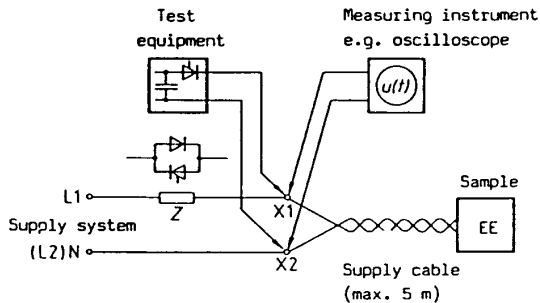 Test
equipment
Measuring instrument
e.g. oscilloscope
u(t)
L1
Z
X1
Sample
EE
Supply system
(L2)N
X2
Supply cable
(max. 5 m)